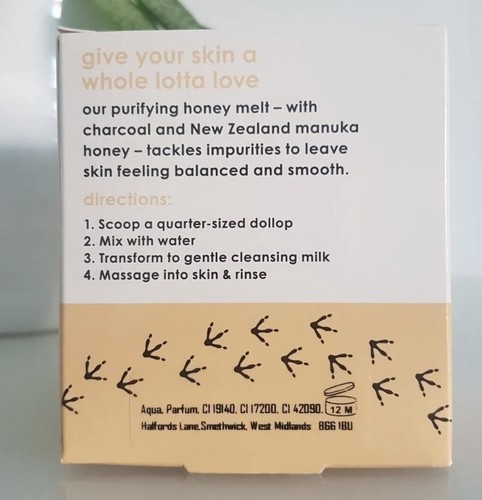 give your skin a
whole lotta love
our purifying honey melt – with
charcoal and New Zealand manuka
honey – tackles impurities to leave
skin feeling balanced and smooth.
directions:
1. Scoop a quarter-sized dollop
2. Mix with water
3. Transform to gentle cleansing milk
4. Massage into skin & rinse
Aqua, Parfum, CI 19140, CI 17200, CI 42090. 12 M
Halfords Lane,Smethwick, West Midlands B66 1BU